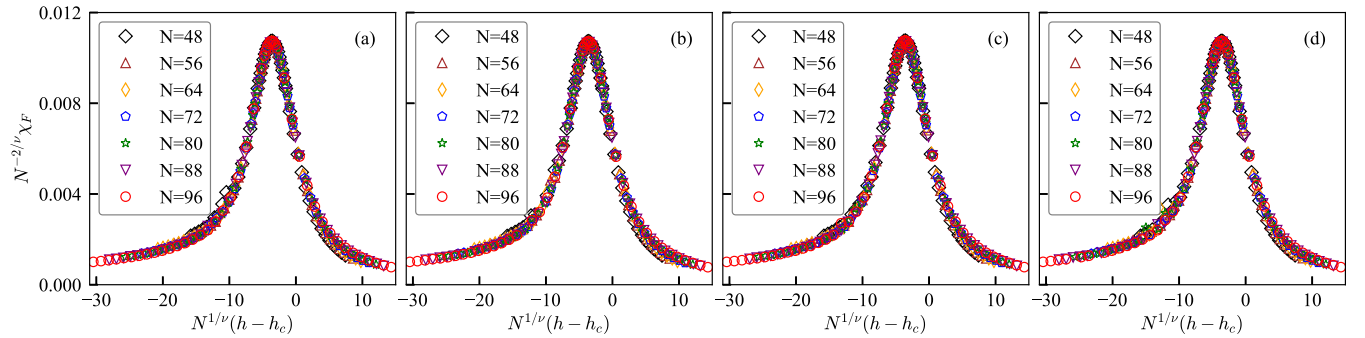 0.012
0.008
0.004
0.000
N^{-2/ν}χ_F
N=48
N=56
N=64
N=72
N=80
N=88
N=96
(a)
−30 −20 −10 0 10
N^{1/ν}(h − h_c)
N=48
N=56
N=64
N=72
N=80
N=88
N=96
(b)
−30 −20 −10 0 10
N^{1/ν}(h − h_c)
N=48
N=56
N=64
N=72
N=80
N=88
N=96
(c)
−30 −20 −10 0 10
N^{1/ν}(h − h_c)
N=48
N=56
N=64
N=72
N=80
N=88
N=96
(d)
−30 −20 −10 0 10
N^{1/ν}(h − h_c)